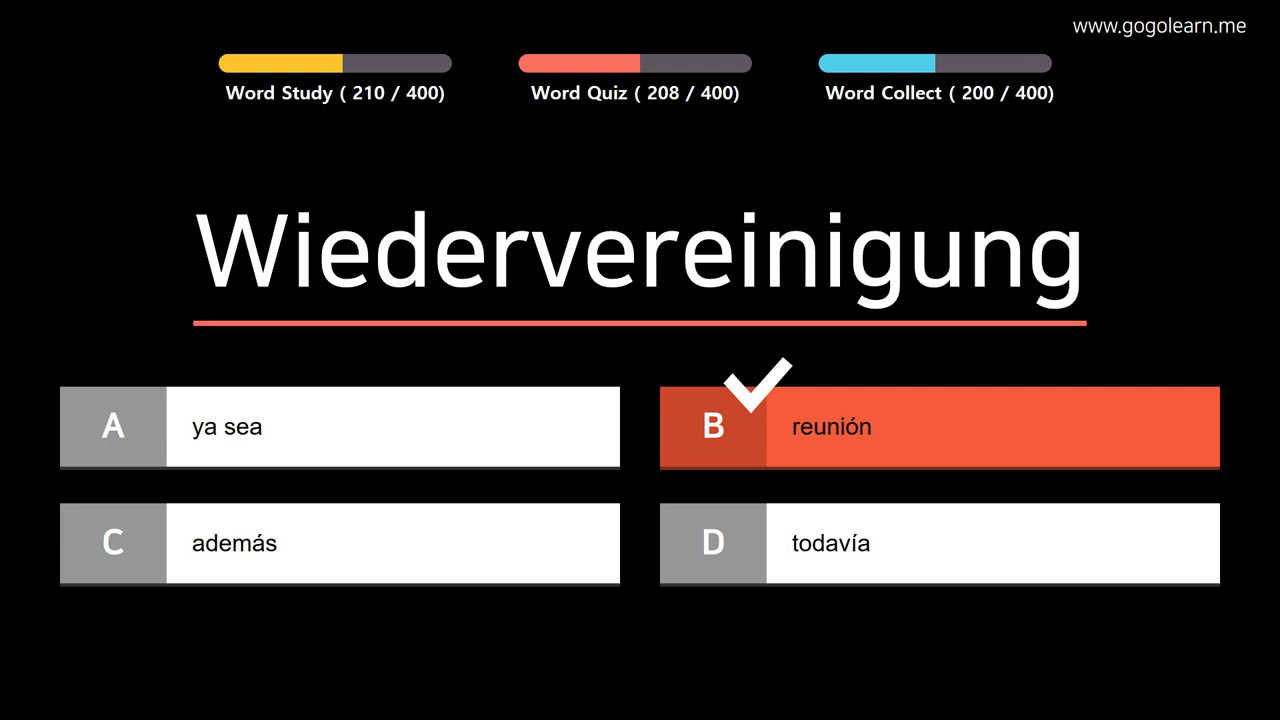 www.gogolearn.me
Word Study ( 210 / 400)
Word Quiz ( 208 / 400)
Word Collect ( 200 / 400)
Wiedervereinigung
A ya sea
B reunión
C además
D todavía